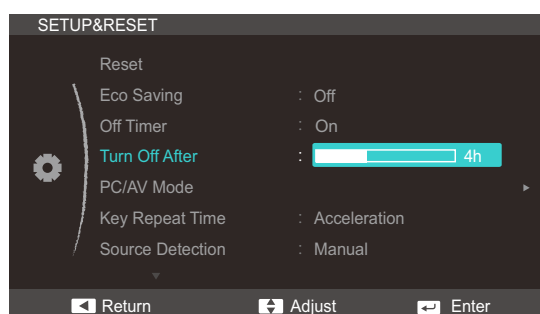 SETUP&RESET
Reset
Eco Saving : Off
Off Timer : On
Turn Off After : 4h
PC/AV Mode
Key Repeat Time : Acceleration
Source Detection : Manual
Return Adjust Enter